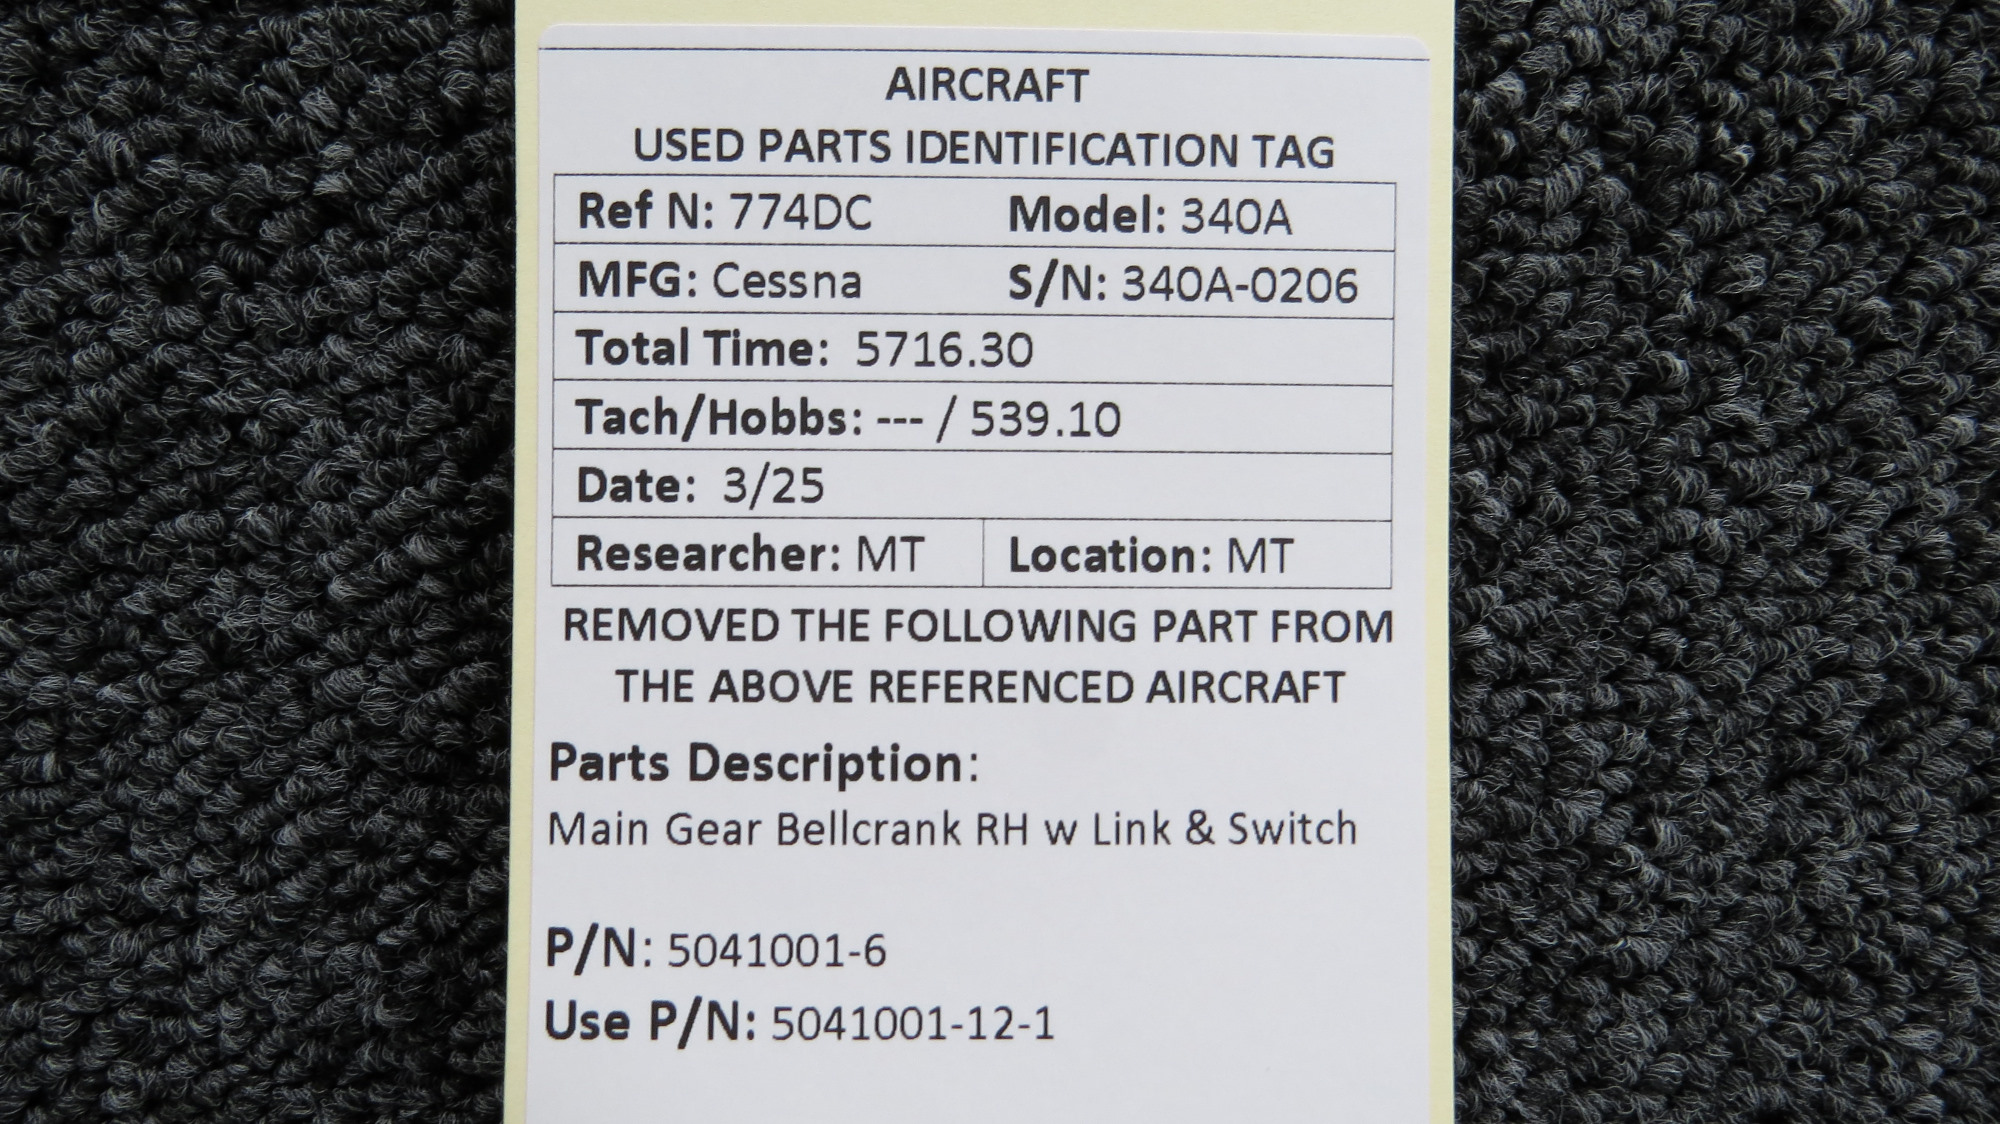 AIRCRAFT
USED PARTS IDENTIFICATION TAG
Ref N: 774DC Model: 340A
MFG: Cessna S/N: 340A-0206
Total Time: 5716.30
Tach/Hobbs: --- / 539.10
Date: 3/25
Researcher: MT Location: MT
REMOVED THE FOLLOWING PART FROM
THE ABOVE REFERENCED AIRCRAFT
Parts Description:
Main Gear Bellcrank RH w Link & Switch
P/N: 5041001-6
Use P/N: 5041001-12-1